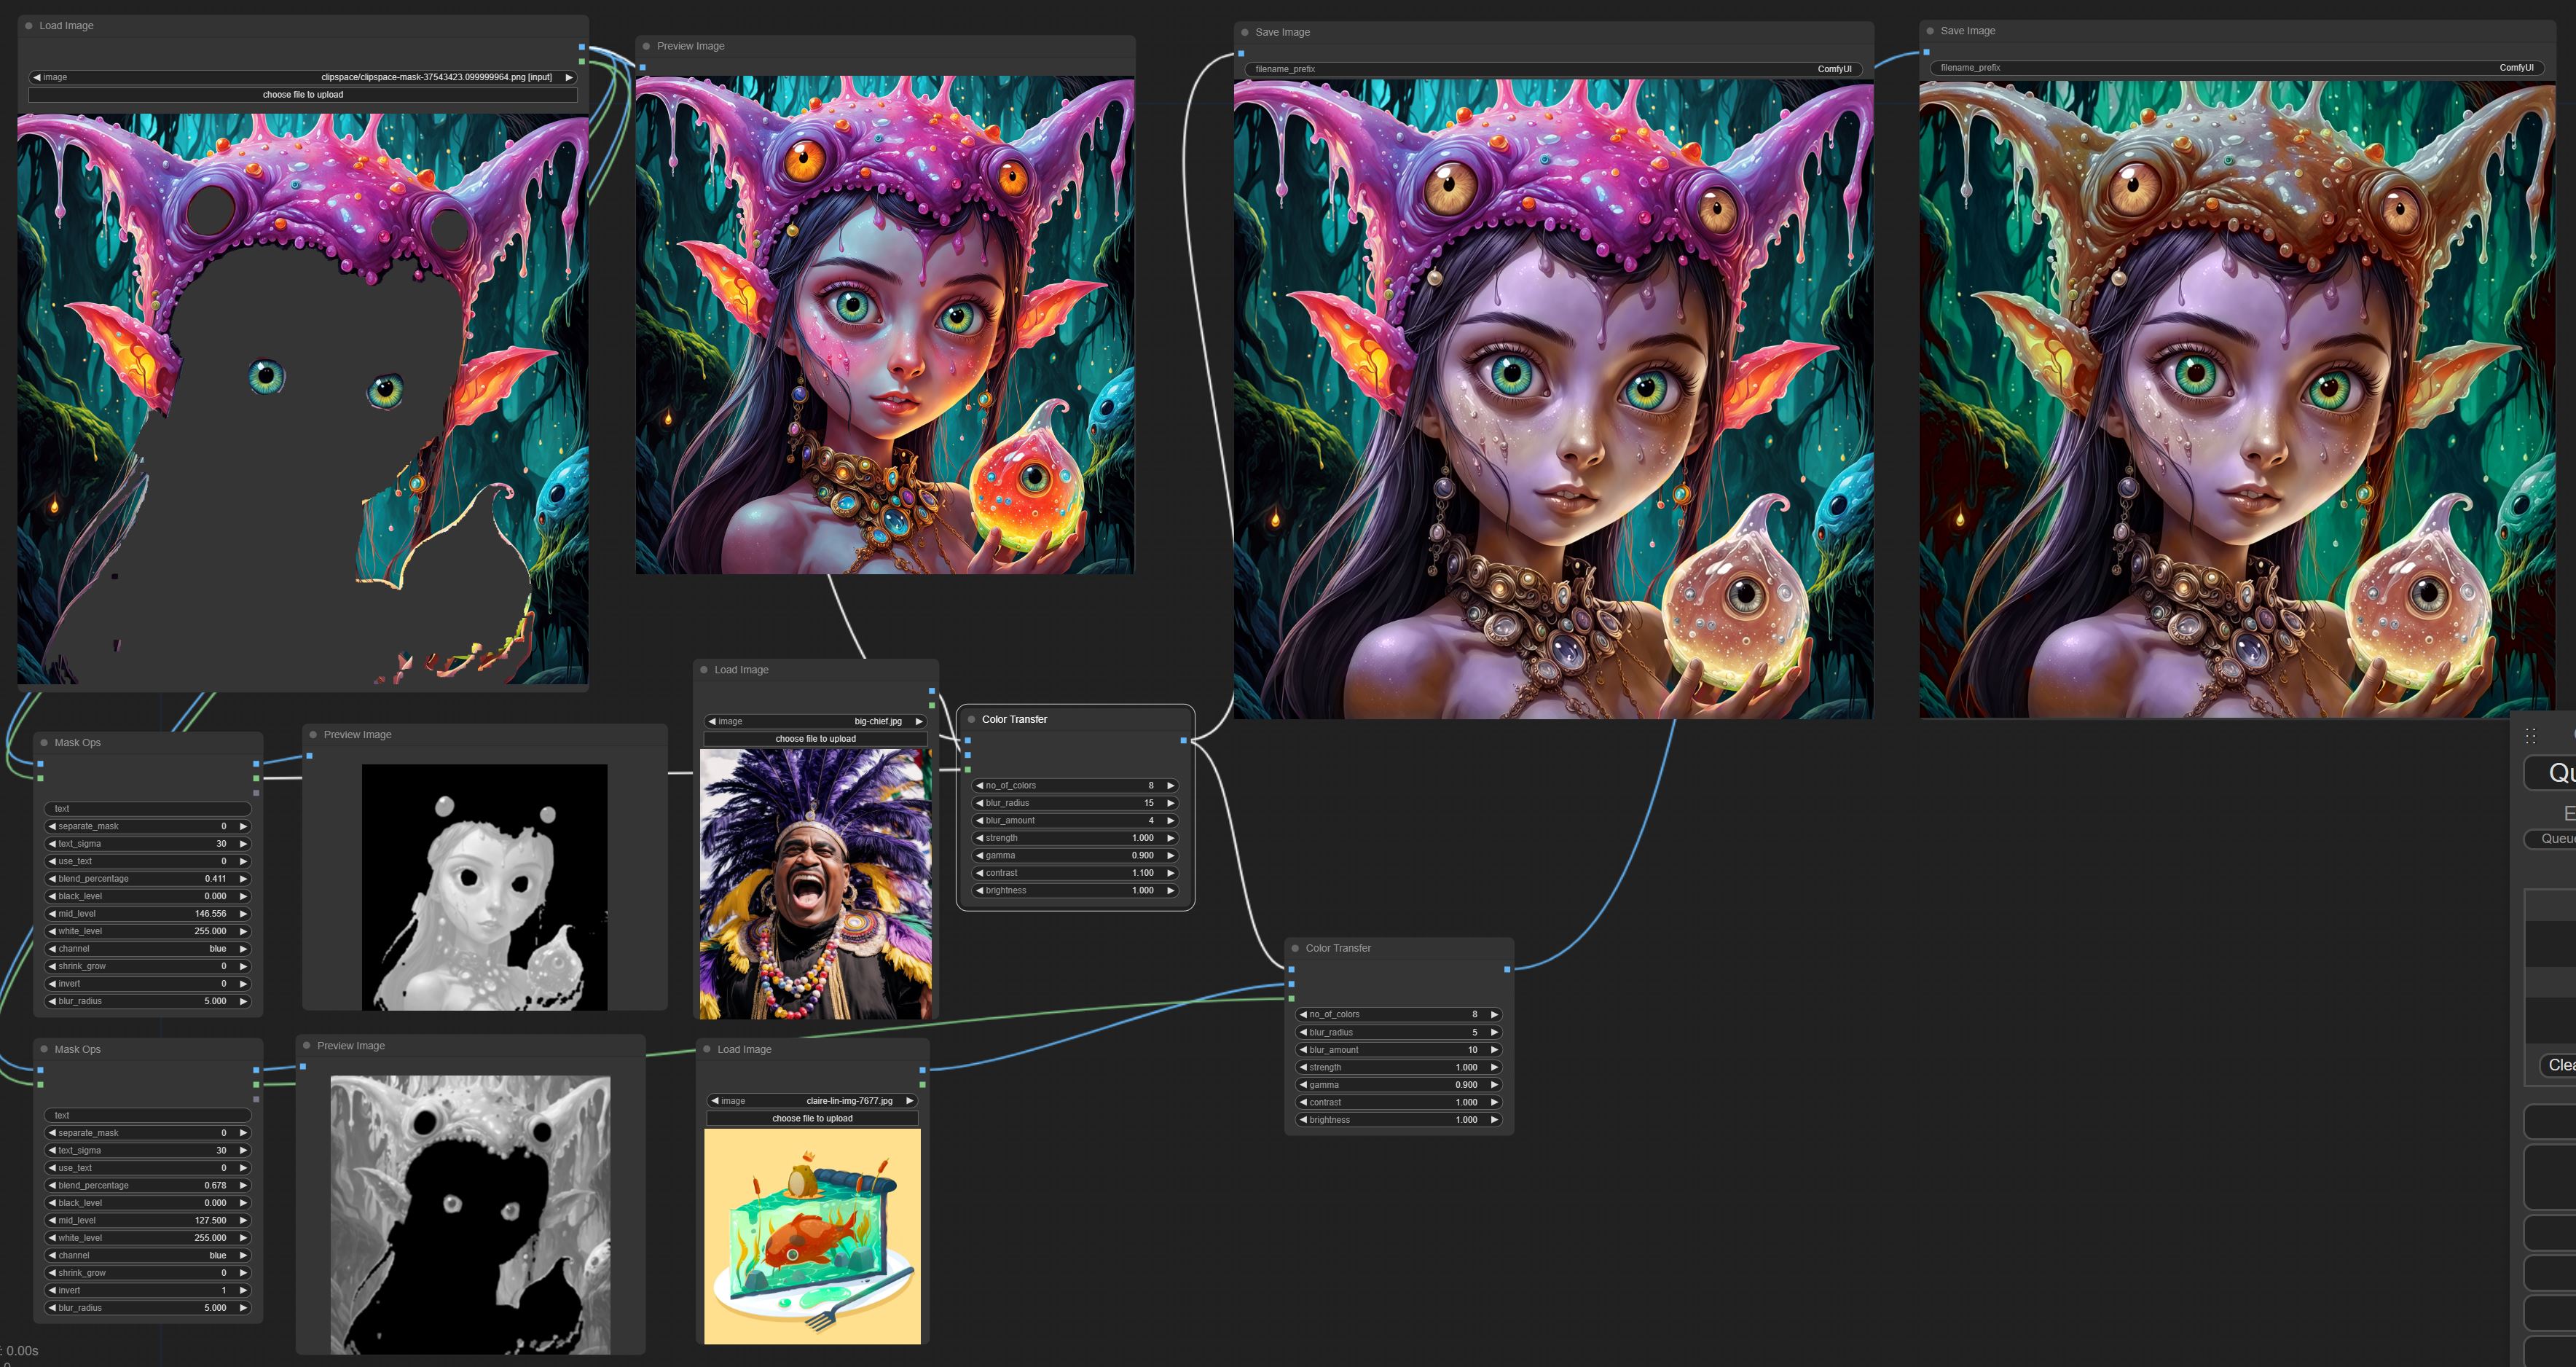 Load Image
image clipspace/clipspace-mask-37543423.099999964.png [input]
choose file to upload
Preview Image
Save Image
filename_prefix ComfyUI
Save Image
filename_prefix ComfyUI
Mask Ops
text
separate_mask 0
text_sigma 30
use_text 0
blend_percentage 0.411
black_level 0.000
mid_level 146.556
white_level 255.000
channel blue
shrink_grow 0
invert 0
blur_radius 5.000
Preview Image
Load Image
image big-chief.jpg
choose file to upload
Color Transfer
no_of_colors 8
blur_radius 15
blur_amount 4
strength 1.000
gamma 0.900
contrast 1.100
brightness 1.000
Mask Ops
text
separate_mask 0
text_sigma 30
use_text 0
blend_percentage 0.678
black_level 0.000
mid_level 127.500
white_level 255.000
channel blue
shrink_grow 0
invert 1
blur_radius 5.000
Preview Image
Load Image
image claire-lin-img-7677.jpg
choose file to upload
Color Transfer
no_of_colors 8
blur_radius 5
blur_amount 10
strength 1.000
gamma 0.900
contrast 1.000
brightness 1.000
Qu
E
Queue
Clea
: 0.00s